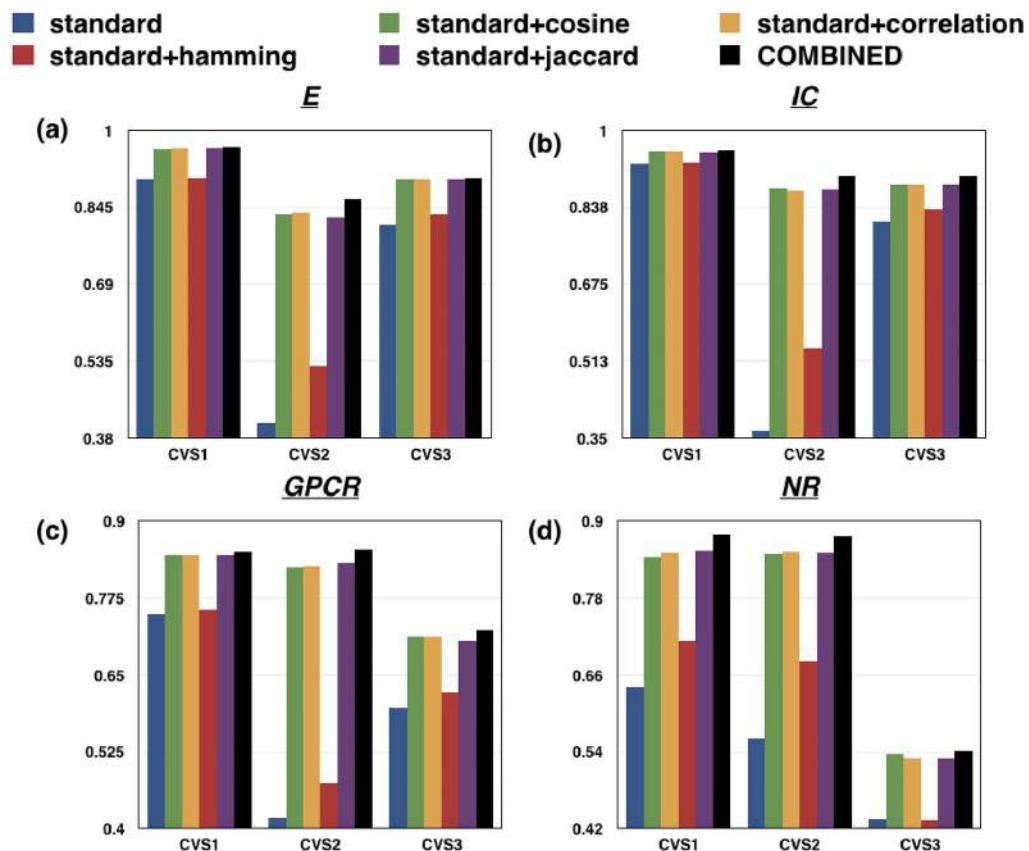 standard
standard+cosine
standard+correlation
standard+hamming
standard+jaccard
COMBINED
E
IC
(a)
1
0.845
0.69
0.535
0.38
CVS1
CVS2
CVS3
(b)
1
0.838
0.675
0.513
0.35
CVS1
CVS2
CVS3
GPCR
NR
(c)
0.9
0.775
0.65
0.525
0.4
CVS1
CVS2
CVS3
(d)
0.9
0.78
0.66
0.54
0.42
CVS1
CVS2
CVS3